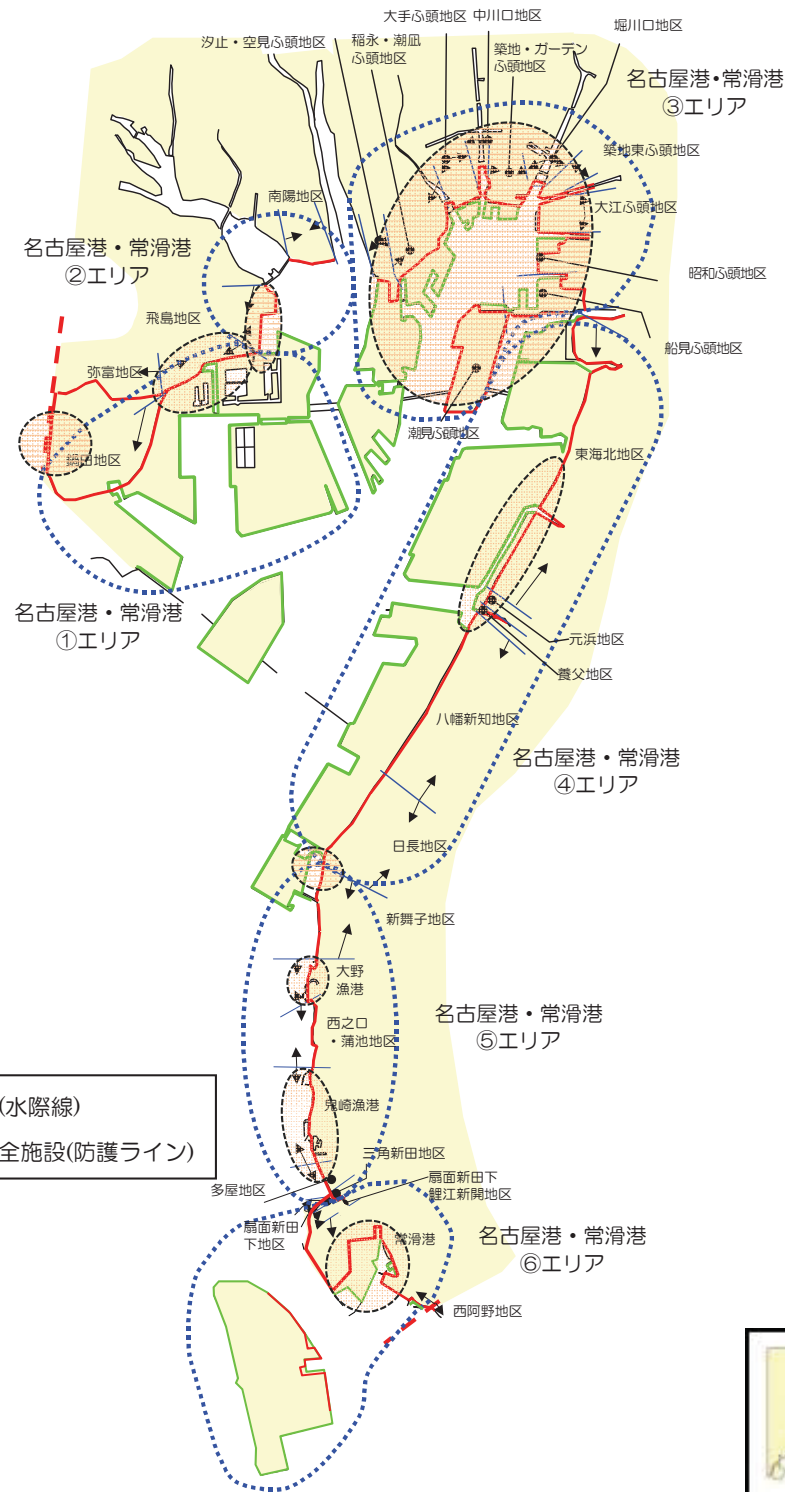 大手ふ頭地区
中川口地区
堀川口地区
汐止・空見ふ頭地区
稲永・潮凪
ふ頭地区
築地・ガーデン
ふ頭地区
名古屋港・常滑港
③エリア
築地東ふ頭地区
南陽地区
大江ふ頭地区
名古屋港・常滑港
②エリア
昭和ふ頭地区
飛島地区
船見ふ頭地区
弥富地区
潮見ふ頭地区
鍋田地区
東海北地区
名古屋港・常滑港
①エリア
元浜地区
養父地区
八幡新知地区
名古屋港・常滑港
④エリア
日長地区
新舞子地区
大野
漁港
名古屋港・常滑港
⑤エリア
西之口
・蒲池地区
(水際線)
鬼崎漁港
全施設(防護ライン)
三角新田地区
多屋地区
扇面新田下
鯉江新開地区
扇面新田
下地区
常滑港
名古屋港・常滑港
⑥エリア
西阿野地区